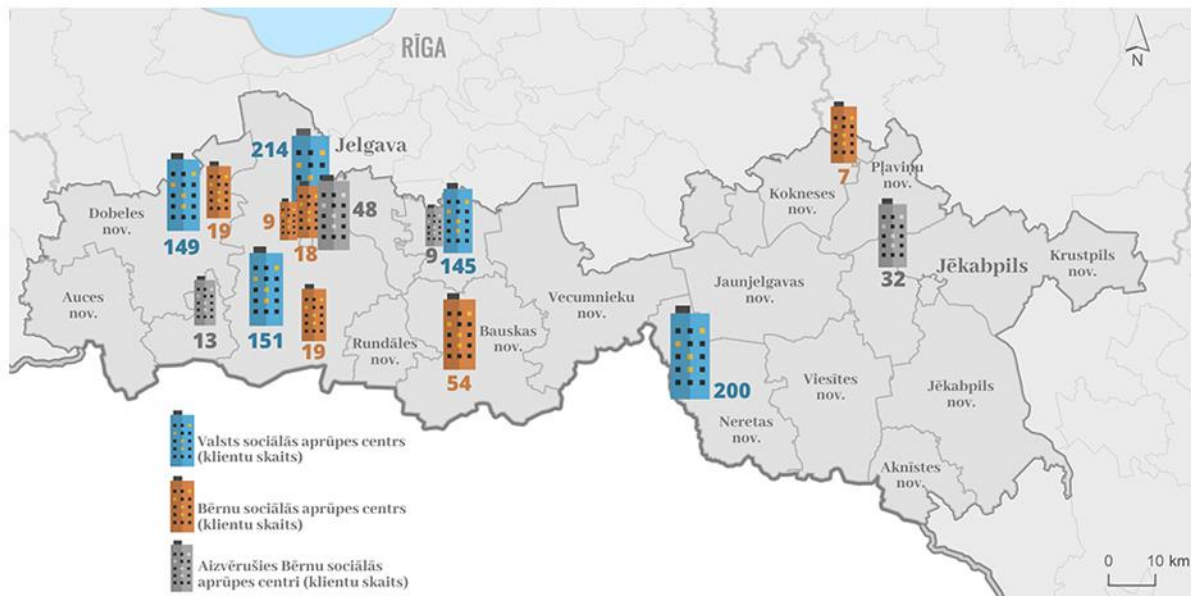 RĪGA
N
214
Jelgava
7
Pļaviņu
nov.
Kokneses
nov.
Dobeles
nov.
149
19
9
18
48
9
145
32
Jēkabpils
Krustpils
nov.
Auces
nov.
13
151
19
Rundāles
nov.
54
Bauskas
nov.
Vecumnieku
nov.
Jaunjelgavas
nov.
200
Neretas
nov.
Viesītes
nov.
Jēkabpils
nov.
Aknīstes
nov.
Valsts sociālās aprūpes centrs
(klientu skaits)
Bērnu sociālās aprūpes centrs
(klientu skaits)
Aizvērušies Bērnu sociālās
aprūpes centri (klientu skaits)
0 10 km